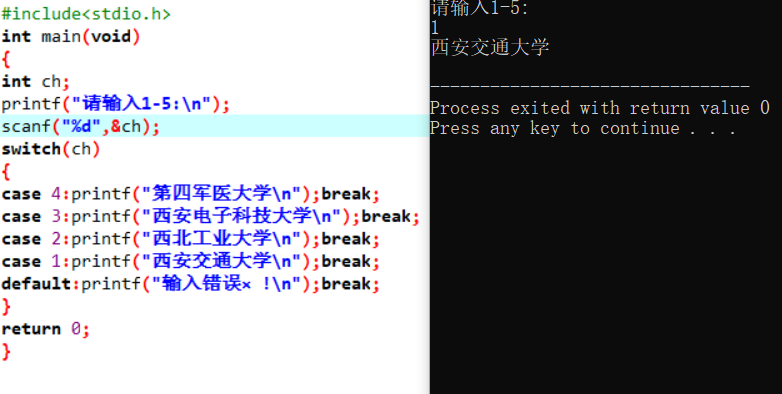 #include<stdio.h>
int main(void)
{
int ch;
printf("请输入1-5:\n");
scanf("%d",&ch);
switch(ch)
{
case 4:printf("第四军医大学\n");break;
case 3:printf("西安电子科技大学\n");break;
case 2:printf("西北工业大学\n");break;
case 1:printf("西安交通大学\n");break;
default:printf("输入错误× !\n");break;
}
return 0;
}
请输入1-5:
1
西安交通大学
--------------------------------
Process exited with return value 0
Press any key to continue . . .